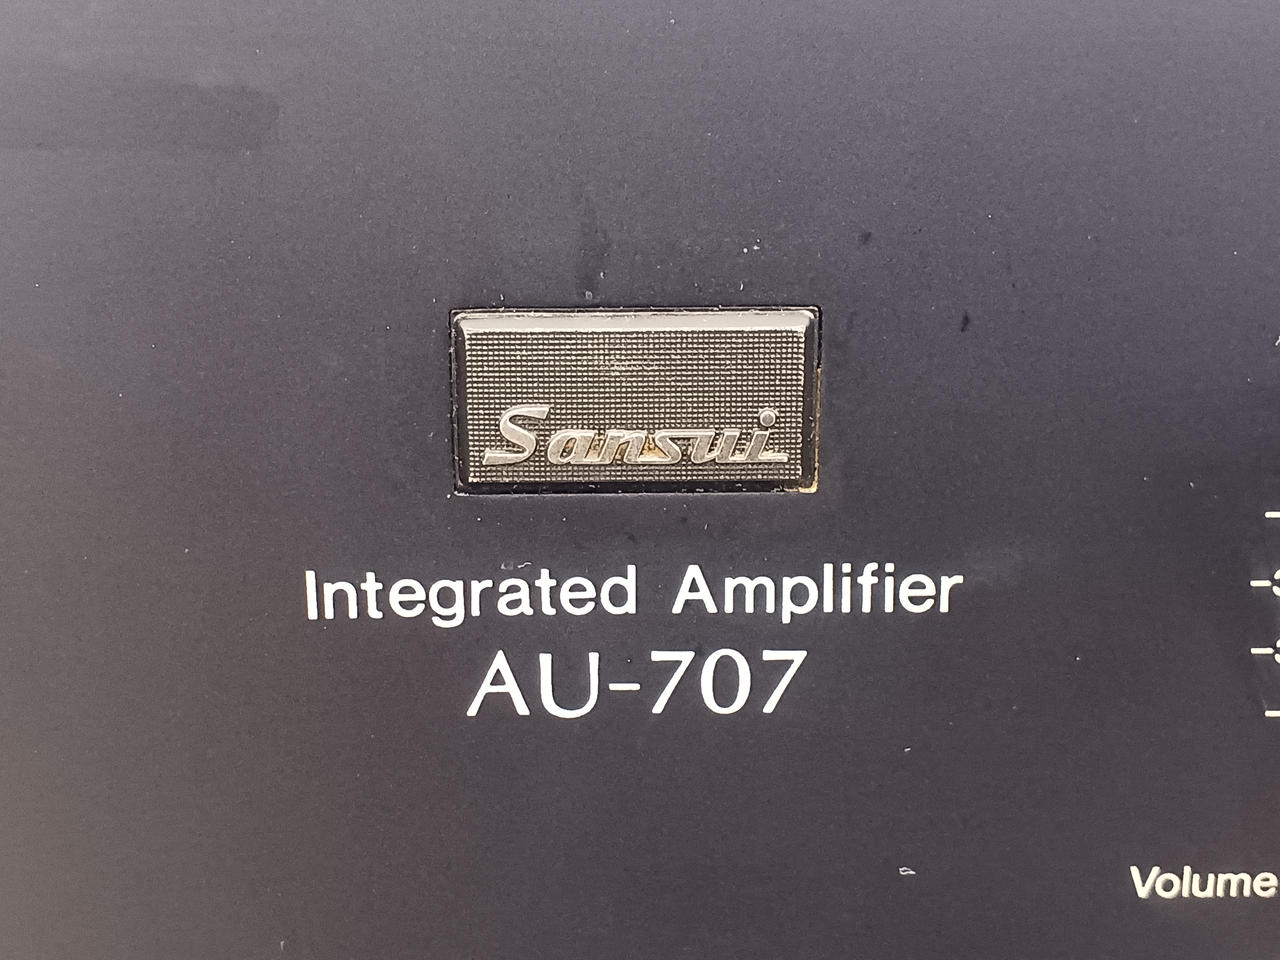 Sansui
Integrated Amplifier
AU-707
Volume